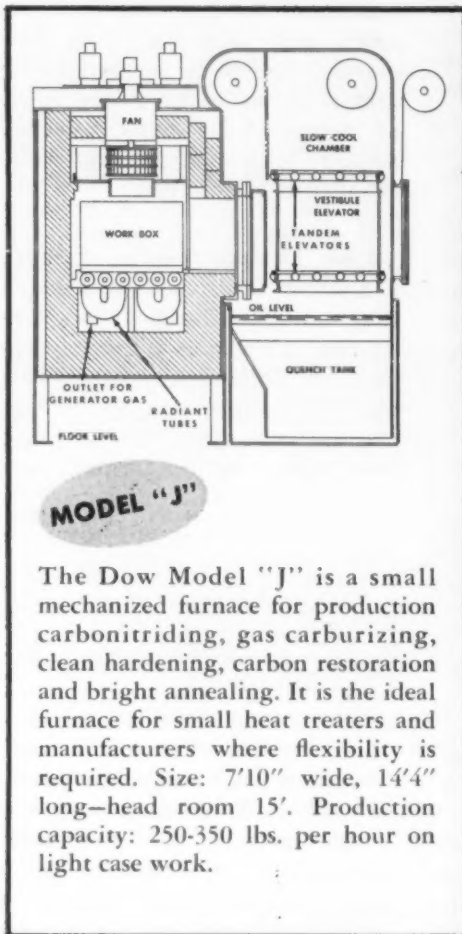 FAN
SLOW-COOL
CHAMBER
VESTIBULE
ELEVATOR
WORK BOX
TANDEM
ELEVATORS
OIL LEVEL
QUENCH TANK
OUTLET FOR
GENERATOR GAS
RADIANT
TUBES
FLOOR LEVEL
MODEL "J"
The Dow Model "J" is a small
mechanized furnace for production
carbonitriding, gas carburizing,
clean hardening, carbon restoration
and bright annealing. It is the ideal
furnace for small heat treaters and
manufacturers where flexibility is
required. Size: 7'10" wide, 14'4"
long—head room 15'. Production
capacity: 250-350 lbs. per hour on
light case work.